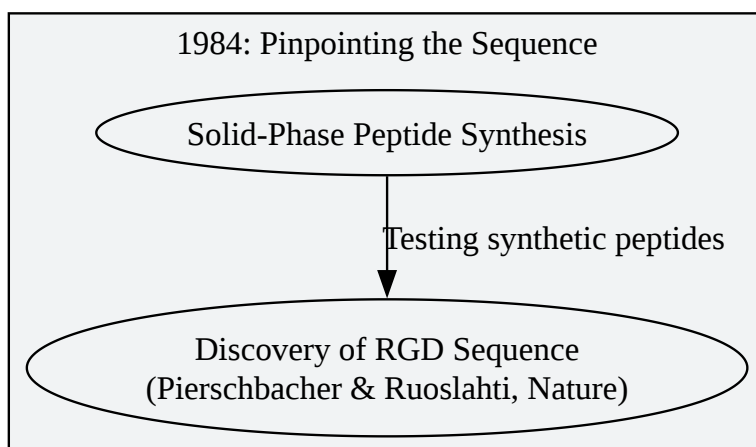 1984: Pinpointing the Sequence
Solid-Phase Peptide Synthesis
Testing synthetic peptides
Discovery of RGD Sequence
(Pierschbacher & Ruoslahti, Nature)